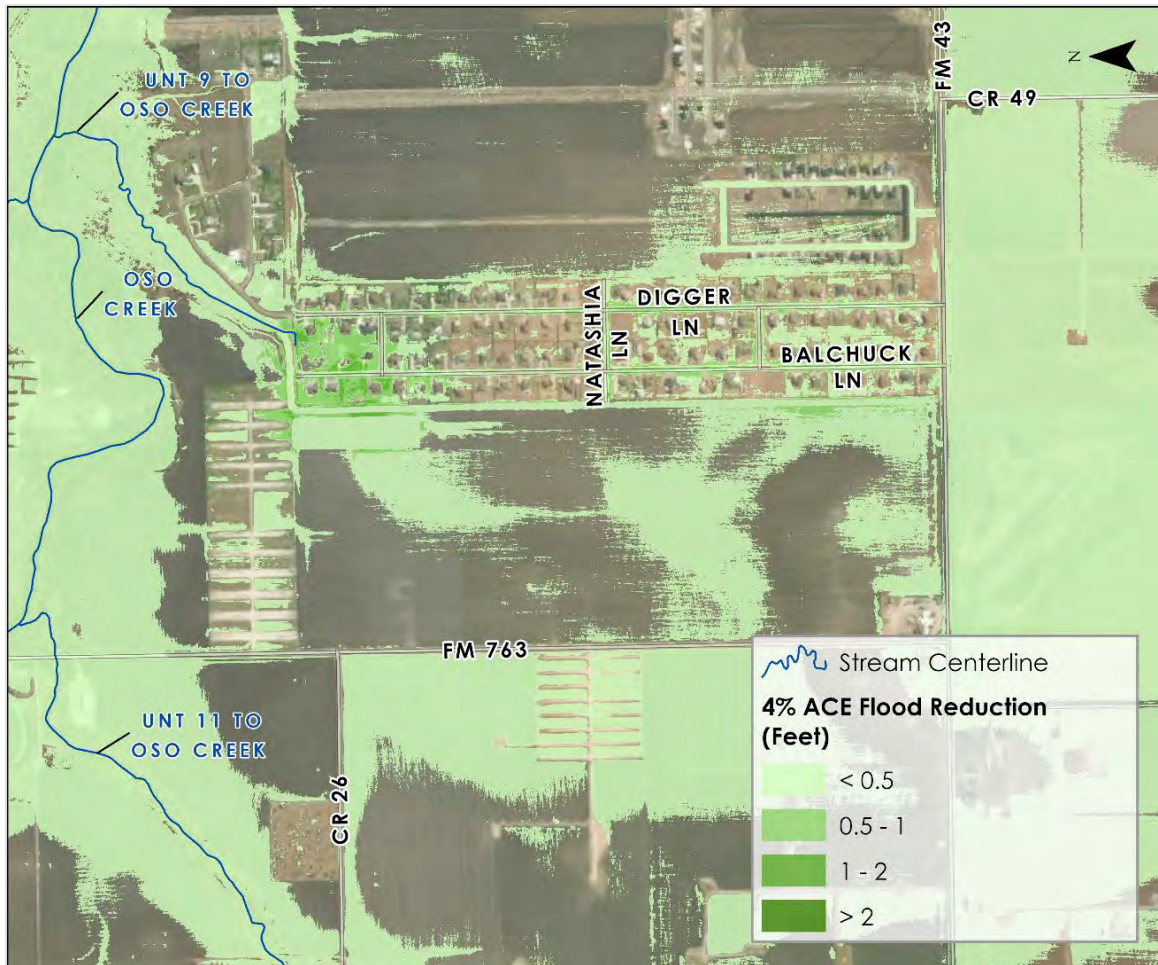 UNT 9 TO
OSO CREEK
FM 43
N
CR 49
OSO
CREEK
NATASHIA
LN
DIGGER
LN
BALCHUCK
LN
FM 763
UNT 11 TO
OSO CREEK
CR 26
Stream Centerline
4% ACE Flood Reduction
(Feet)
< 0.5
0.5 - 1
1 - 2
> 2